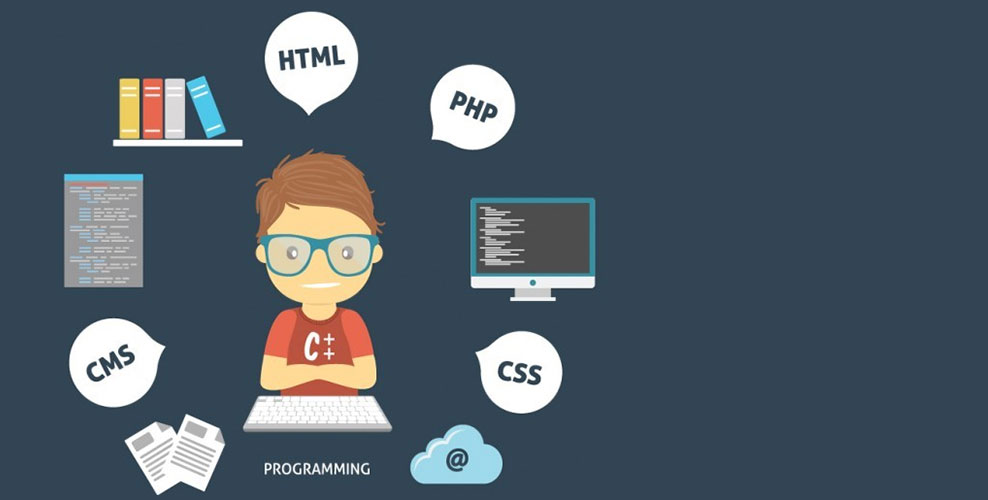 HTML
PHP
CMS
C++
CSS
@
PROGRAMMING